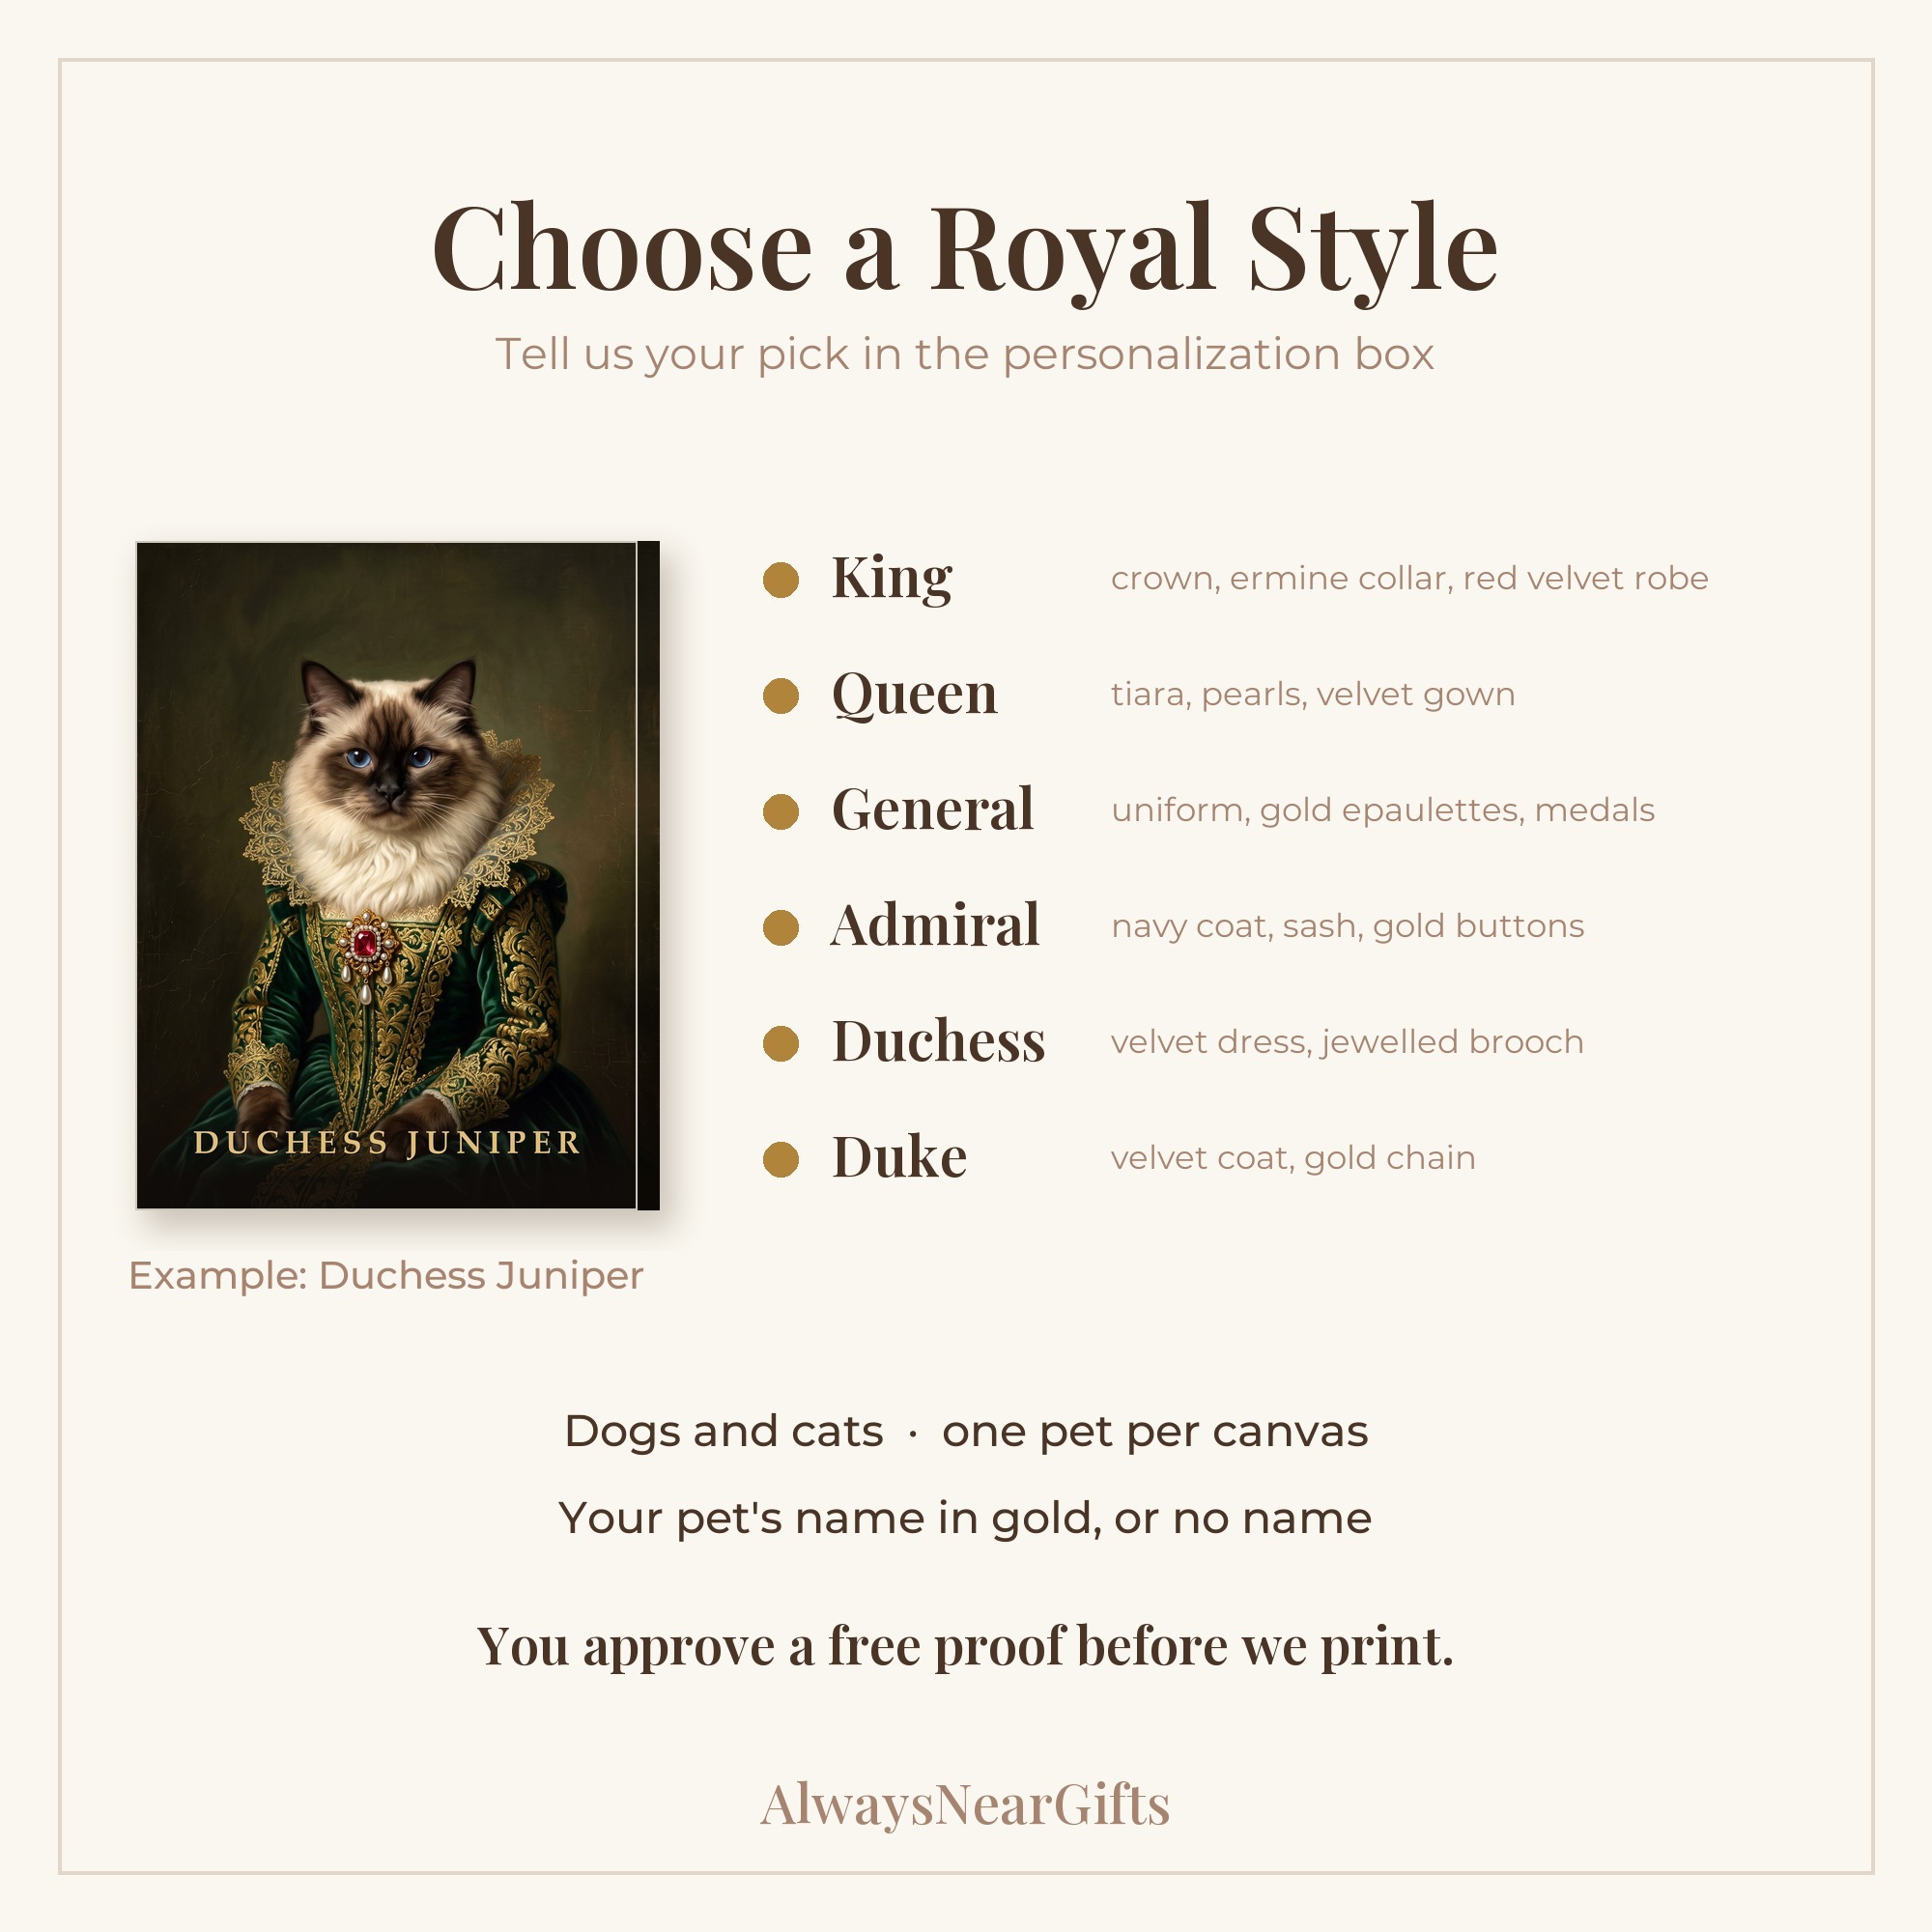 Choose a Royal Style
Tell us your pick in the personalization box
DUCHESS JUNIPER
Example: Duchess Juniper
King crown, ermine collar, red velvet robe
Queen tiara, pearls, velvet gown
General uniform, gold epaulettes, medals
Admiral navy coat, sash, gold buttons
Duchess velvet dress, jewelled brooch
Duke velvet coat, gold chain
Dogs and cats · one pet per canvas
Your pet's name in gold, or no name
You approve a free proof before we print.
AlwaysNearGifts